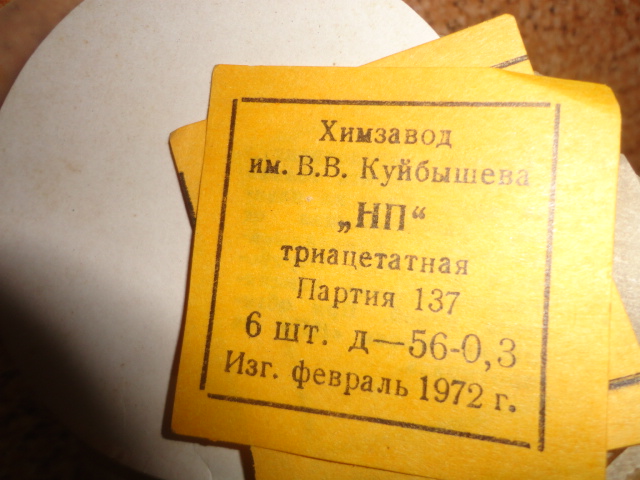 Химзавод
им. В.В. Куйбышева
„НП“
триацетатная
Партия 137
6 шт. д—56-0,3
Изг. февраль 1972 г.